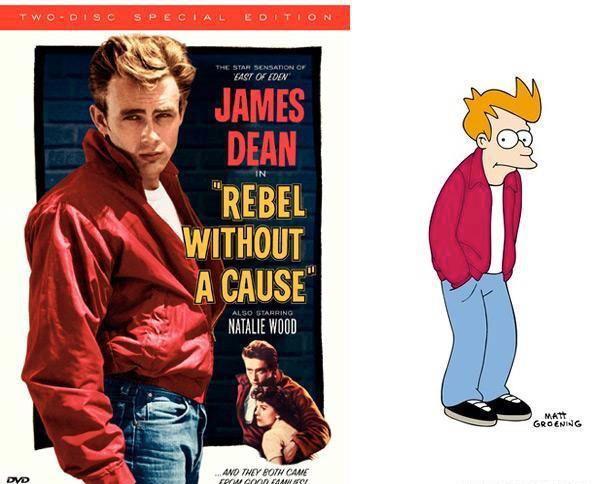 TWO-DISC SPECIAL EDITION
THE STAR SENSATION OF
'EAST OF EDEN'
JAMES
DEAN
IN
"REBEL
WITHOUT
A CAUSE"
ALSO STARRING
NATALIE WOOD
...AND THEY BOTH CAME
FROM GOOD FAMILIES!
DVD
MATT
GROENING